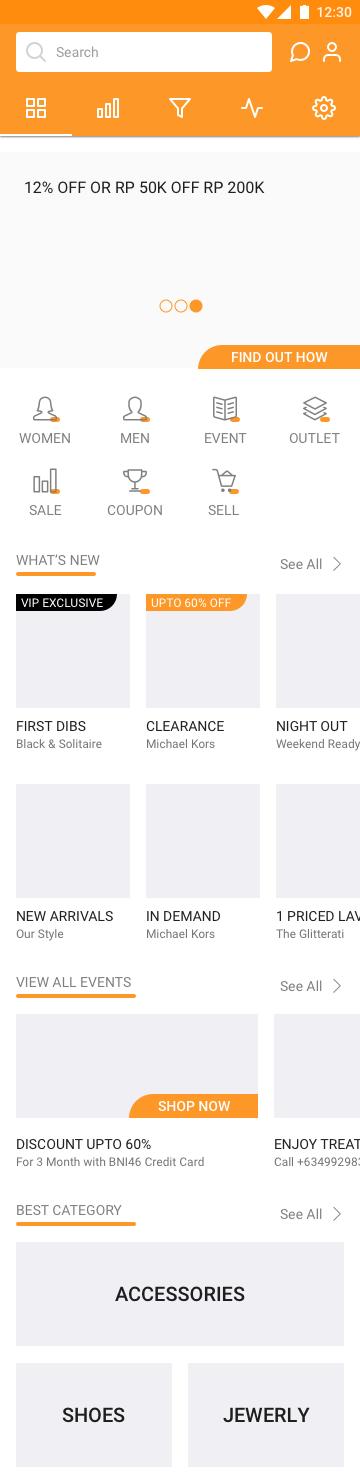 12:30
Search
12% OFF OR RP 50K OFF RP 200K
FIND OUT HOW
WOMEN MEN EVENT OUTLET
SALE COUPON SELL
WHAT'S NEW See All
VIP EXCLUSIVE UPTO 60% OFF
FIRST DIBS CLEARANCE NIGHT OUT
Black & Solitaire Michael Kors Weekend Ready
NEW ARRIVALS IN DEMAND 1 PRICED LAV
Our Style Michael Kors The Glitterati
VIEW ALL EVENTS See All
SHOP NOW
DISCOUNT UPTO 60% ENJOY TREAT
For 3 Month with BNI46 Credit Card Call +634992983
BEST CATEGORY See All
ACCESSORIES
SHOES JEWERLY